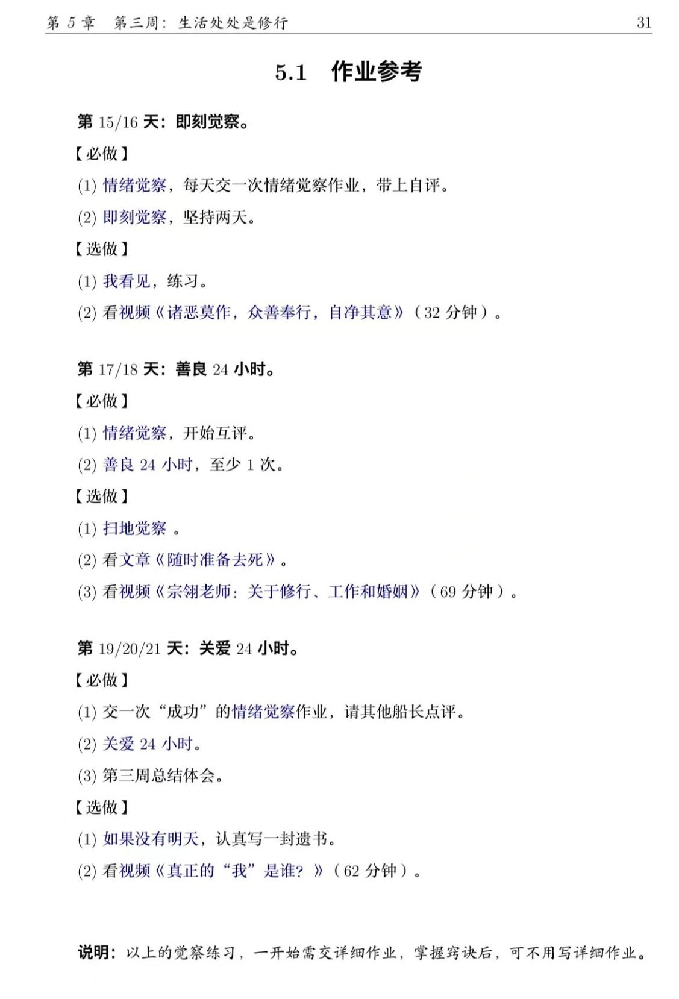 第 5 章 第三周：生活处处是修行 31
5.1 作业参考
第 15/16 天：即刻觉察。
【必做】
(1) 情绪觉察，每天交一次情绪觉察作业，带上自评。
(2) 即刻觉察，坚持两天。
【选做】
(1) 我看见，练习。
(2) 看视频《诸恶莫作，众善奉行，自净其意》（32 分钟）。
第 17/18 天：善良 24 小时。
【必做】
(1) 情绪觉察，开始互评。
(2) 善良 24 小时，至少 1 次。
【选做】
(1) 扫地觉察 。
(2) 看文章《随时准备去死》。
(3) 看视频《宗翎老师：关于修行、工作和婚姻》（69 分钟）。
第 19/20/21 天：关爱 24 小时。
【必做】
(1) 交一次“成功”的情绪觉察作业，请其他船长点评。
(2) 关爱 24 小时。
(3) 第三周总结体会。
【选做】
(1) 如果没有明天，认真写一封遗书。
(2) 看视频《真正的“我”是谁？》（62 分钟）。
说明：以上的觉察练习，一开始需交详细作业，掌握窍诀后，可不用写详细作业。